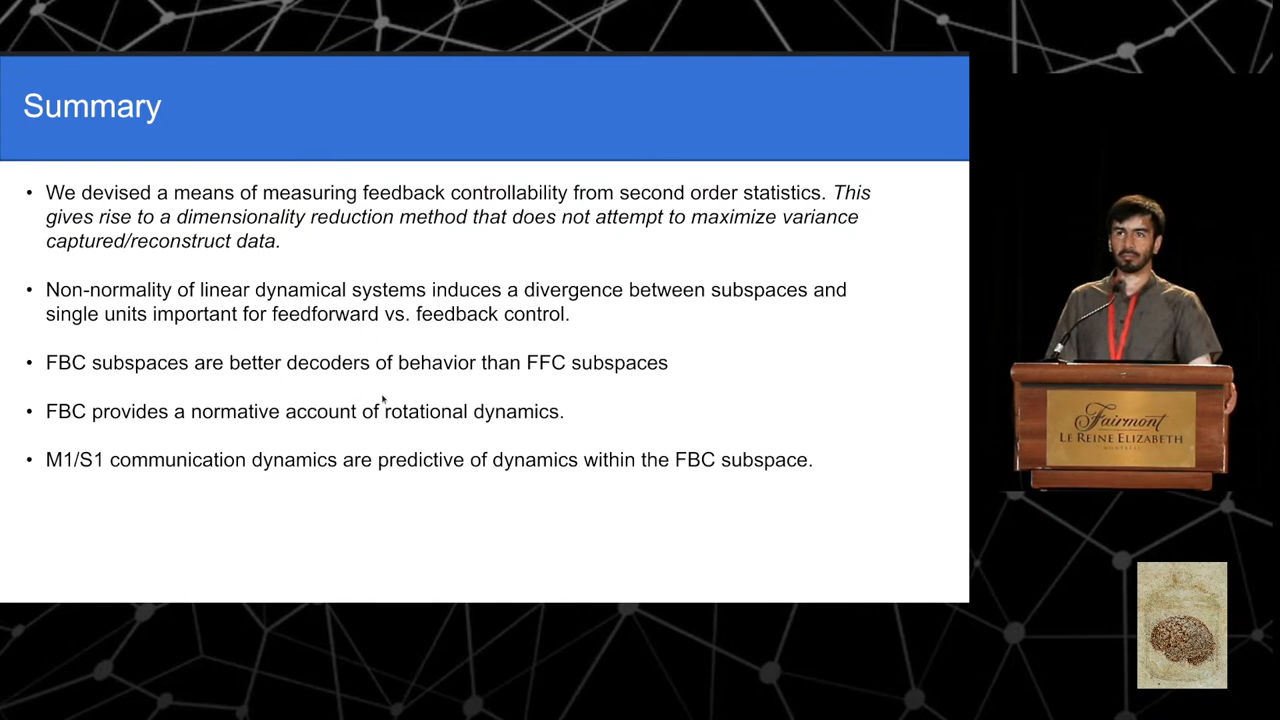 Summary
• We devised a means of measuring feedback controllability from second order statistics. This
gives rise to a dimensionality reduction method that does not attempt to maximize variance
captured/reconstruct data.
• Non-normality of linear dynamical systems induces a divergence between subspaces and
single units important for feedforward vs. feedback control.
• FBC subspaces are better decoders of behavior than FFC subspaces
• FBC provides a normative account of rotational dynamics.
• M1/S1 communication dynamics are predictive of dynamics within the FBC subspace.
Fairmont
LE REINE ELIZABETH
MONTRÉAL